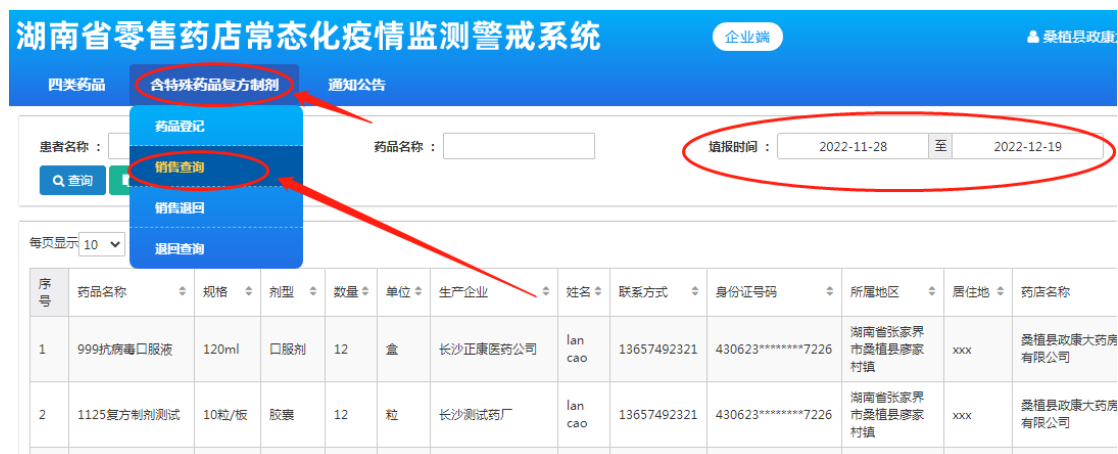 湖南省零售药店常态化疫情监测警戒系统 企业端 桑植县政康
四类药品 含特殊药品复方制剂 通知公告
药品登记
患者名称 ： 药品名称 ： 填报时间 ： 2022-11-28 至 2022-12-19
销售查询
查询
销售退回
每页显示 10
退回查询
序号 药品名称 规格 剂型 数量 单位 生产企业 姓名 联系方式 身份证号码 所属地区 居住地 药店名称
1 999抗病毒口服液 120ml 口服剂 12 盒 长沙正康医药公司 lan cao 13657492321 430623********7226 湖南省张家界市桑植县廖家村镇 xxx 桑植县政康大药房有限公司
2 1125复方制剂测试 10粒/板 胶囊 12 粒 长沙测试药厂 lan cao 13657492321 430623********7226 湖南省张家界市桑植县廖家村镇 xxx 桑植县政康大药房有限公司